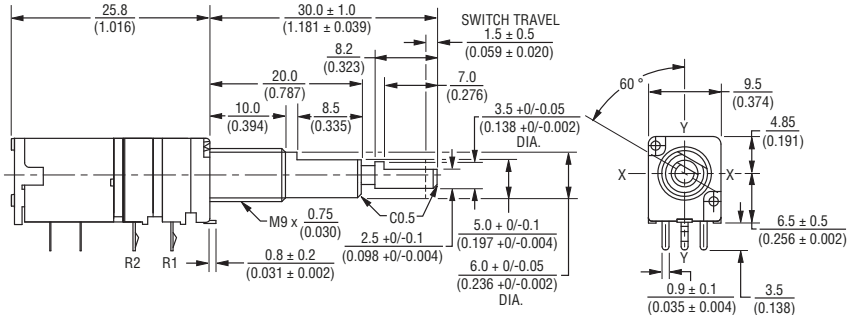 25.8
(1.016)
30.0 ± 1.0
(1.181 ± 0.039)
SWITCH TRAVEL
1.5 ± 0.5
(0.059 ± 0.020)
8.2
(0.323)
20.0
(0.787)
7.0
(0.276)
10.0
(0.394)
8.5
(0.335)
3.5 +0/-0.05
(0.138 +0/-0.002)
DIA.
M9 x 0.75
(0.030)
C0.5
R2
R1
0.8 ± 0.2
(0.031 ± 0.002)
2.5 +0/-0.1
(0.098 +0/-0.004)
5.0 + 0/-0.1
(0.197 +0/-0.004)
6.0 + 0/-0.05
(0.236 +0/-0.002)
DIA.
60 °
9.5
(0.374)
Y
4.85
(0.191)
X
X
6.5 ± 0.5
(0.256 ± 0.002)
Y
0.9 ± 0.1
(0.035 ± 0.004)
3.5
(0.138)